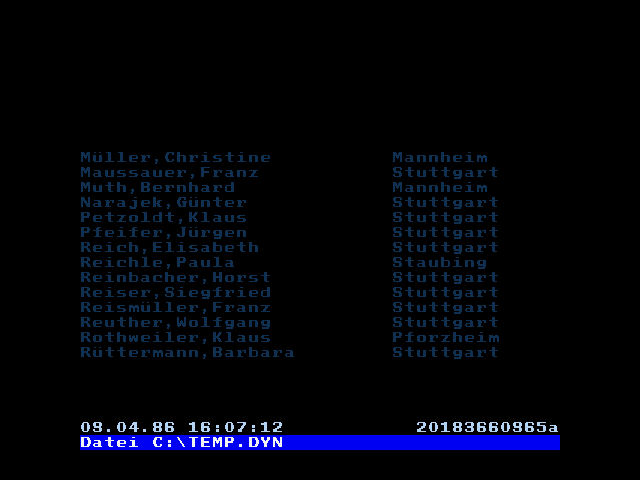 Müller,Christine Mannheim
Maussauer,Franz Stuttgart
Muth,Bernhard Mannheim
Narajek,Günter Stuttgart
Petzoldt,Klaus Stuttgart
Pfeifer,Jürgen Stuttgart
Reich,Elisabeth Stuttgart
Reichle,Paula Staubing
Reinbacher,Horst Stuttgart
Reiser,Siegfried Stuttgart
Reismüller,Franz Stuttgart
Reuther,Wolfgang Stuttgart
Rothweiler,Klaus Pforzheim
Rüttermann,Barbara Stuttgart
09.04.86 16:07:12 20183660965a
Datei C:\TEMP.DYN